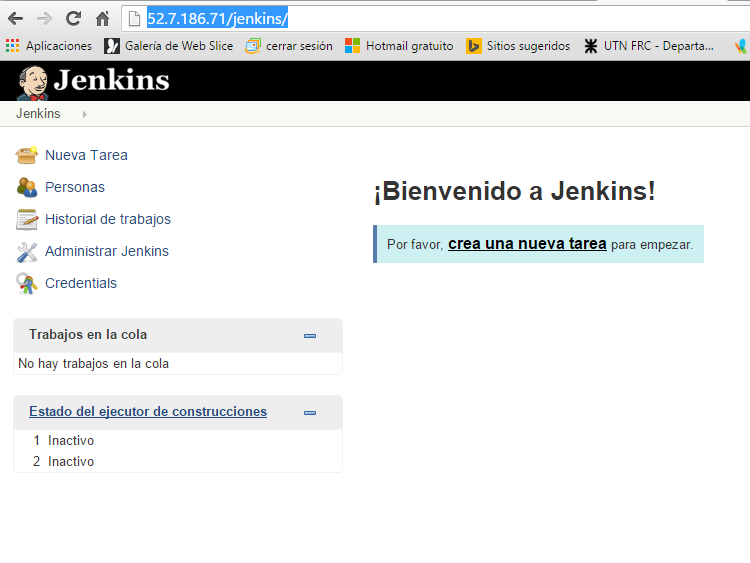 52.7.186.71/jenkins/
Aplicaciones Galería de Web Slice cerrar sesión Hotmail gratuito Sitios sugeridos UTN FRC - Departa...
Jenkins
Jenkins
Nueva Tarea
Personas
Historial de trabajos
Administrar Jenkins
Credentials
¡Bienvenido a Jenkins!
Por favor, crea una nueva tarea para empezar.
Trabajos en la cola
No hay trabajos en la cola
Estado del ejecutor de construcciones
1 Inactivo
2 Inactivo